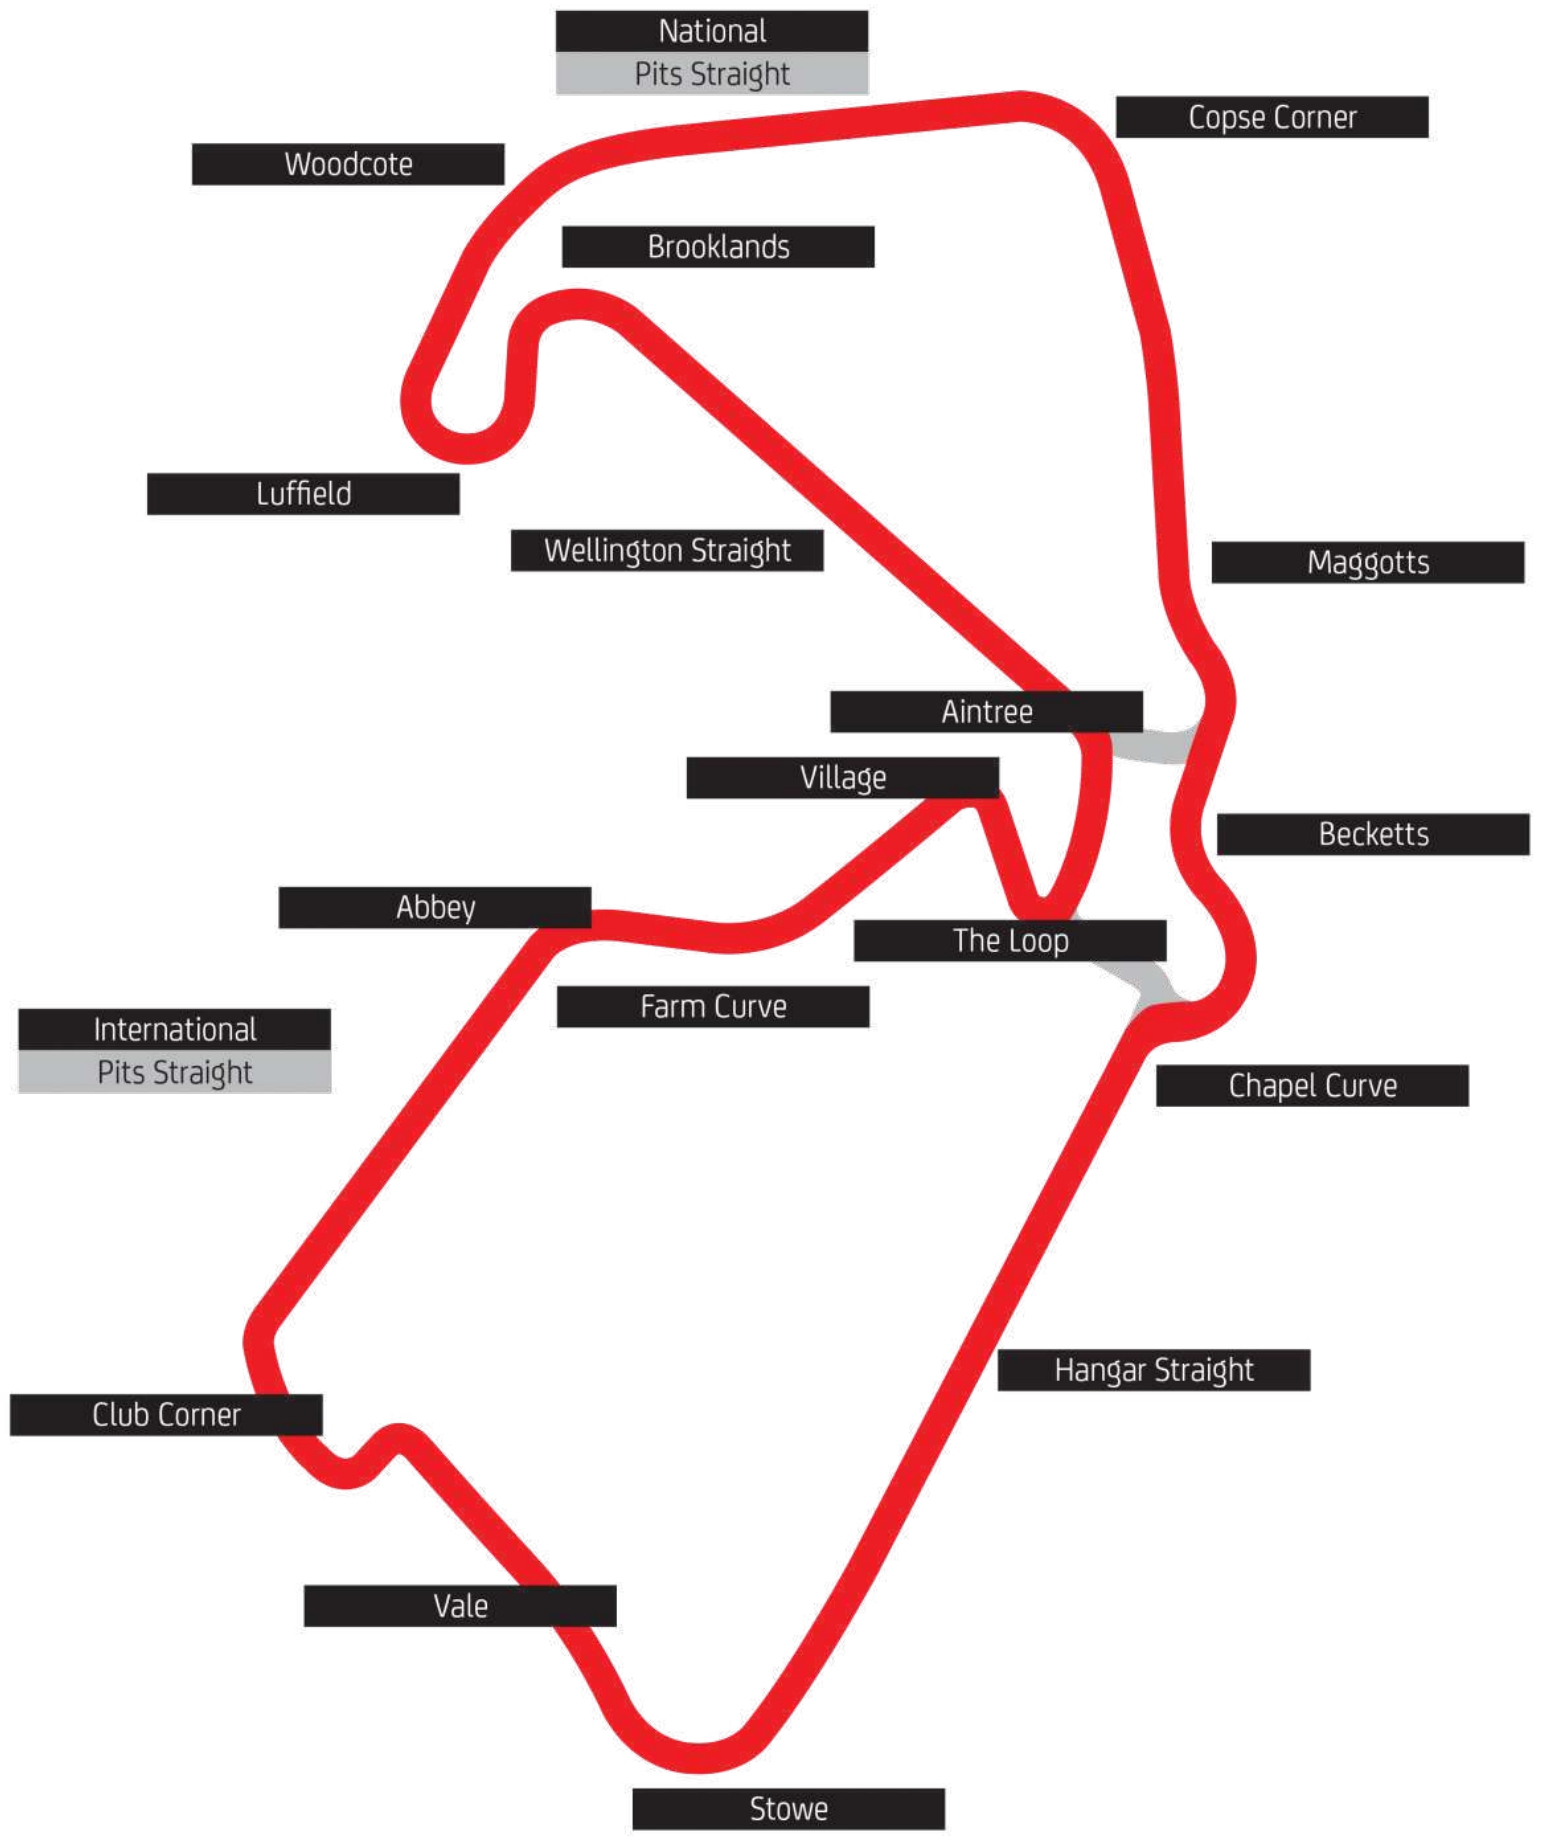 National
Pits Straight
Copse Corner
Woodcote
Brooklands
Luffield
Wellington Straight
Maggotts
Aintree
Village
Becketts
Abbey
The Loop
Farm Curve
International
Pits Straight
Chapel Curve
Hangar Straight
Club Corner
Vale
Stowe